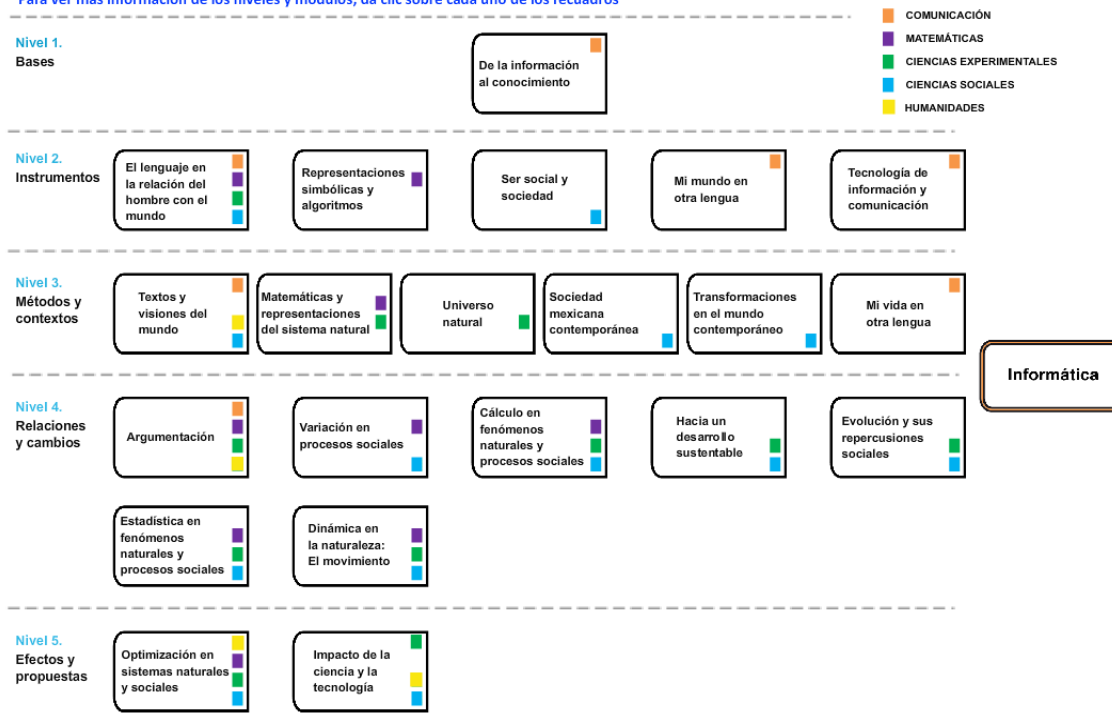 Para ver más información de los niveles y módulos, da clic sobre cada uno de los recuadros
COMUNICACIÓN
MATEMÁTICAS
CIENCIAS EXPERIMENTALES
CIENCIAS SOCIALES
HUMANIDADES
Nivel 1.
Bases
De la información
al conocimiento
Nivel 2.
Instrumentos
El lenguaje en
la relación del
hombre con el
mundo
Representaciones
simbólicas y
algoritmos
Ser social y
sociedad
Mi mundo en
otra lengua
Tecnología de
información y
comunicación
Nivel 3.
Métodos y
contextos
Textos y
visiones del
mundo
Matemáticas y
representaciones
del sistema natural
Universo
natural
Sociedad
mexicana
contemporánea
Transformaciones
en el mundo
contemporáneo
Mi vida en
otra lengua
Informática
Nivel 4.
Relaciones
y cambios
Argumentación
Variación en
procesos sociales
Cálculo en
fenómenos
naturales y
procesos sociales
Hacia un
desarrollo
sustentable
Evolución y sus
repercusiones
sociales
Estadística en
fenómenos
naturales y
procesos sociales
Dinámica en
la naturaleza:
El movimiento
Nivel 5.
Efectos y
propuestas
Optimización en
sistemas naturales
y sociales
Impacto de la
ciencia y la
tecnología